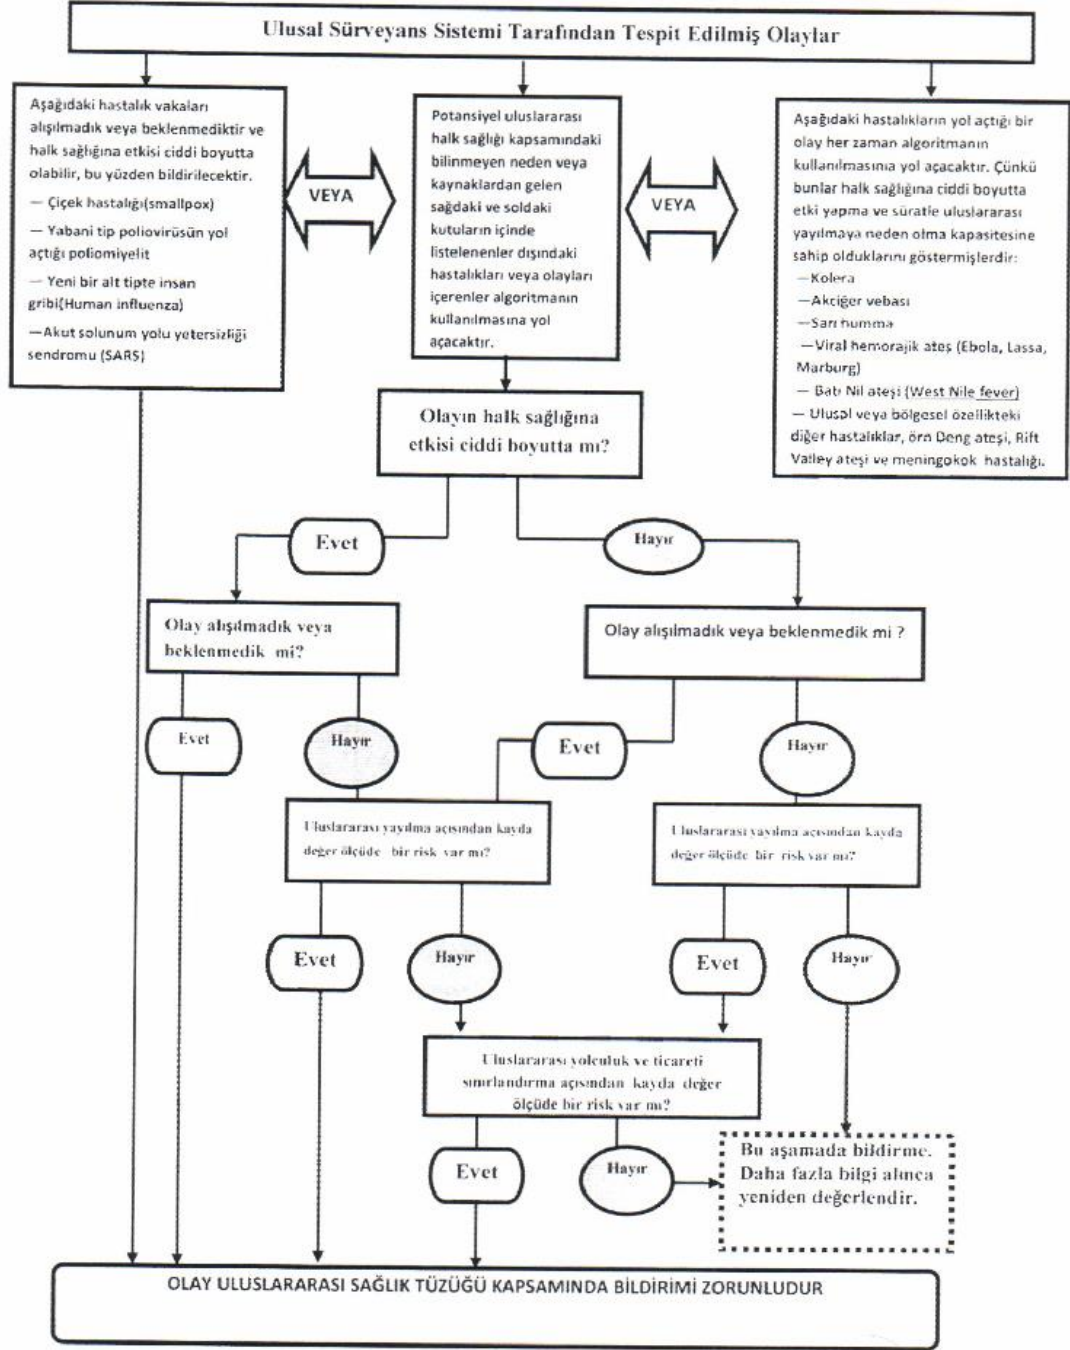 Ulusal Sürveyans Sistemi Tarafından Tespit Edilmiş Olaylar
Aşağıdaki hastalık vakaları
alışılmadık veya beklenmediktir ve
halk sağlığına etkisi ciddi boyutta
olabilir, bu yüzden bildirilecektir.
— Çiçek hastalığı(smallpox)
— Yabani tip poliovirüsün yol
açtığı poliomiyelit
— Yeni bir alt tipte insan
gribi(Human influenza)
—Akut solunum yolu yetersizliği
sendromu (SARS)
VEYA
Potansiyel uluslararası
halk sağlığı kapsamındaki
bilinmeyen neden veya
kaynaklardan gelen
sağdaki ve soldaki
kutuların içinde
listelenenler dışındaki
hastalıkları veya olayları
içerenler algoritmanın
kullanılmasına yol
açacaktır.
VEYA
Aşağıdaki hastalıkların yol açtığı bir
olay her zaman algoritmanın
kullanılmasınıa yol açacaktır. Çünkü
bunlar halk sağlığına ciddi boyutta
etki yapma ve süratle uluslararası
yayılmaya neden olma kapasitesine
sahip olduklarını göstermişlerdir:
—Kolera
—Akciğer vebası
—Sarı humma
—Viral hemorajik ateş (Ebola, Lassa,
Marburg)
— Batı Nil ateşi (West Nile fever)
— Ulusal veya bölgesel özellikteki
diğer hastalıklar, örn Deng ateşi, Rift
Valley ateşi ve meningokok hastalığı.
Olayın halk sağlığına
etkisi ciddi boyutta mı?
Evet
Hayır
Olay alışılmadık veya
beklenmedik mi?
Olay alışılmadık veya beklenmedik mi ?
Evet
Hayır
Evet
Hayır
Uluslararası yayılma açısından kayda
değer ölçüde bir risk var mı?
Uluslararası yayılma açısından kayda
değer ölçüde bir risk var mı?
Evet
Hayır
Evet
Hayır
Uluslararası yolculuk ve ticareti
sınırlandırma açısından kayda değer
ölçüde bir risk var mı?
Evet
Hayır
Bu aşamada bildirme.
Daha fazla bilgi alınca
yeniden değerlendir.
OLAY ULUSLARARASI SAĞLIK TÜZÜĞÜ KAPSAMINDA BİLDİRİMİ ZORUNLUDUR